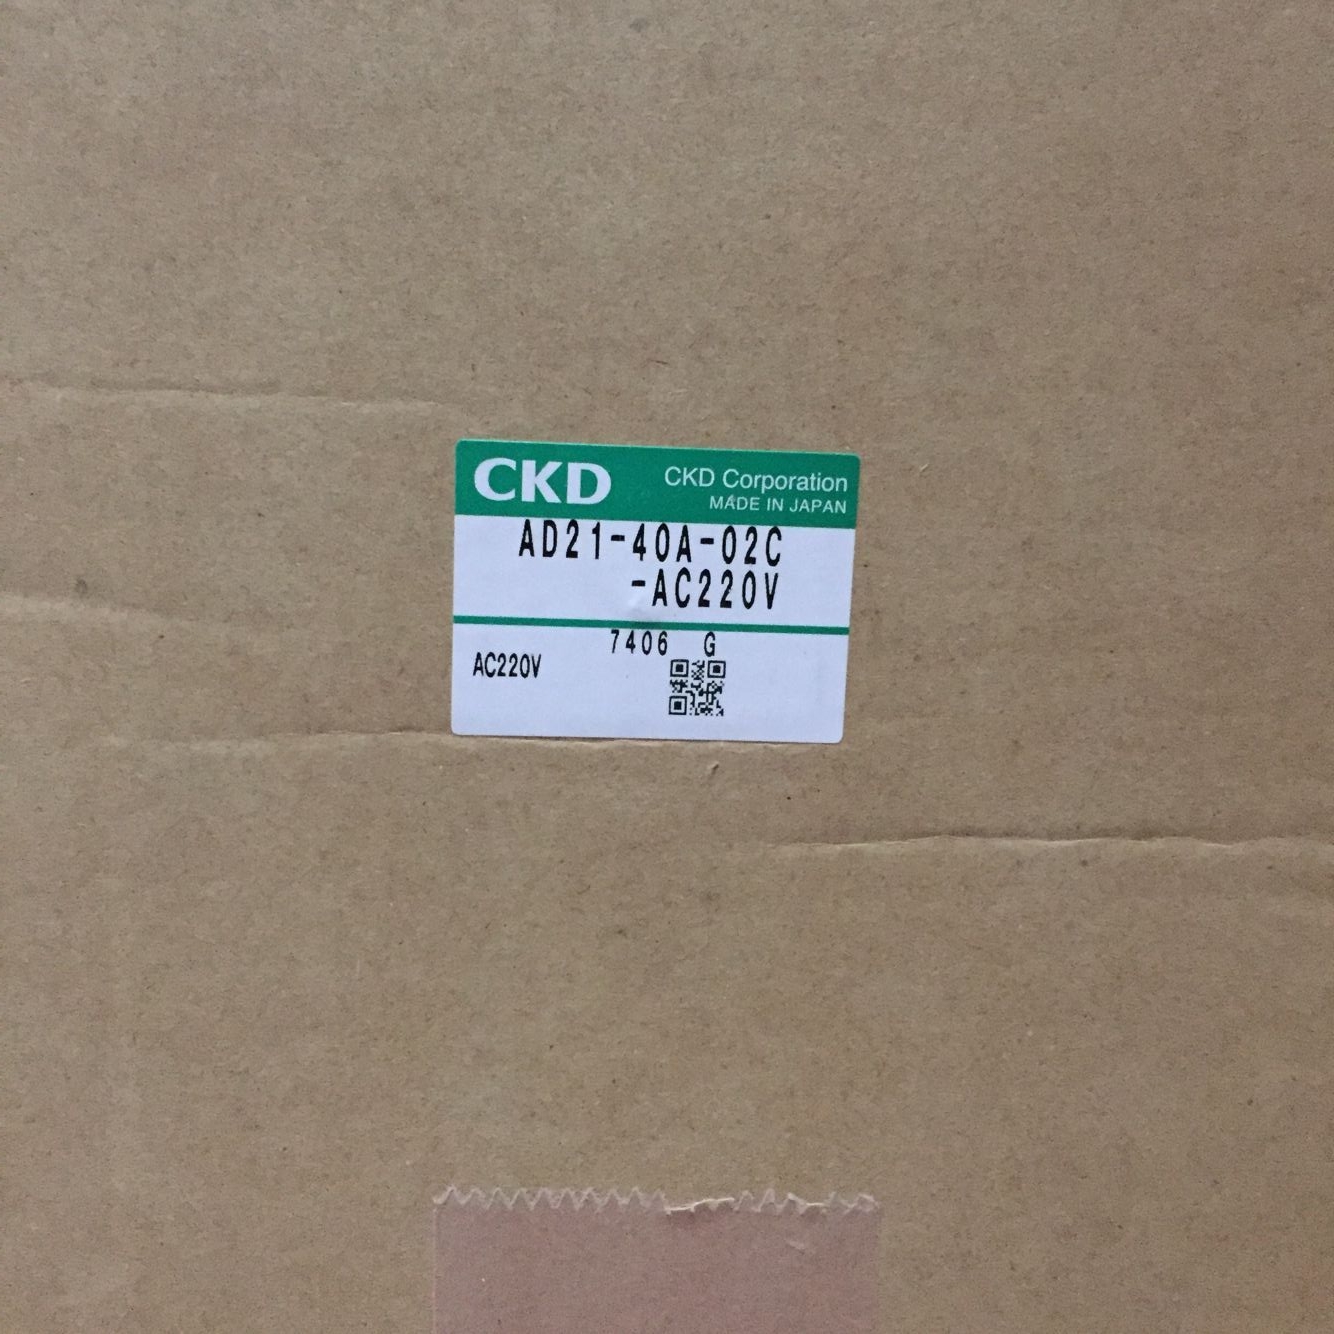 CKD CKD Corporation
MADE IN JAPAN
AD21-40A-02C
-AC220V
7406 G
AC220V